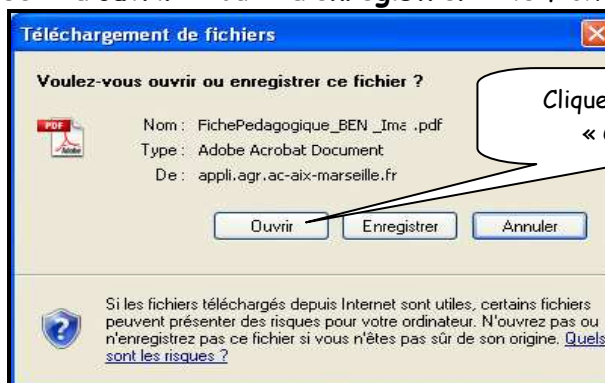 Téléchargement de fichiers
Voulez-vous ouvrir ou enregistrer ce fichier ?
Clique
« 
PDF
Adobe
Nom : FichePedagogique_BEN _Ima .pdf
Type : Adobe Acrobat Document
De : appli.agr.ac-aix-marseille.fr
Ouvrir Enregistrer Annuler
Si les fichiers téléchargés depuis Internet sont utiles, certains fichiers
peuvent présenter des risques pour votre ordinateur. N'ouvrez pas ou
n'enregistrez pas ce fichier si vous n'êtes pas sûr de son origine. Quels
sont les risques ?